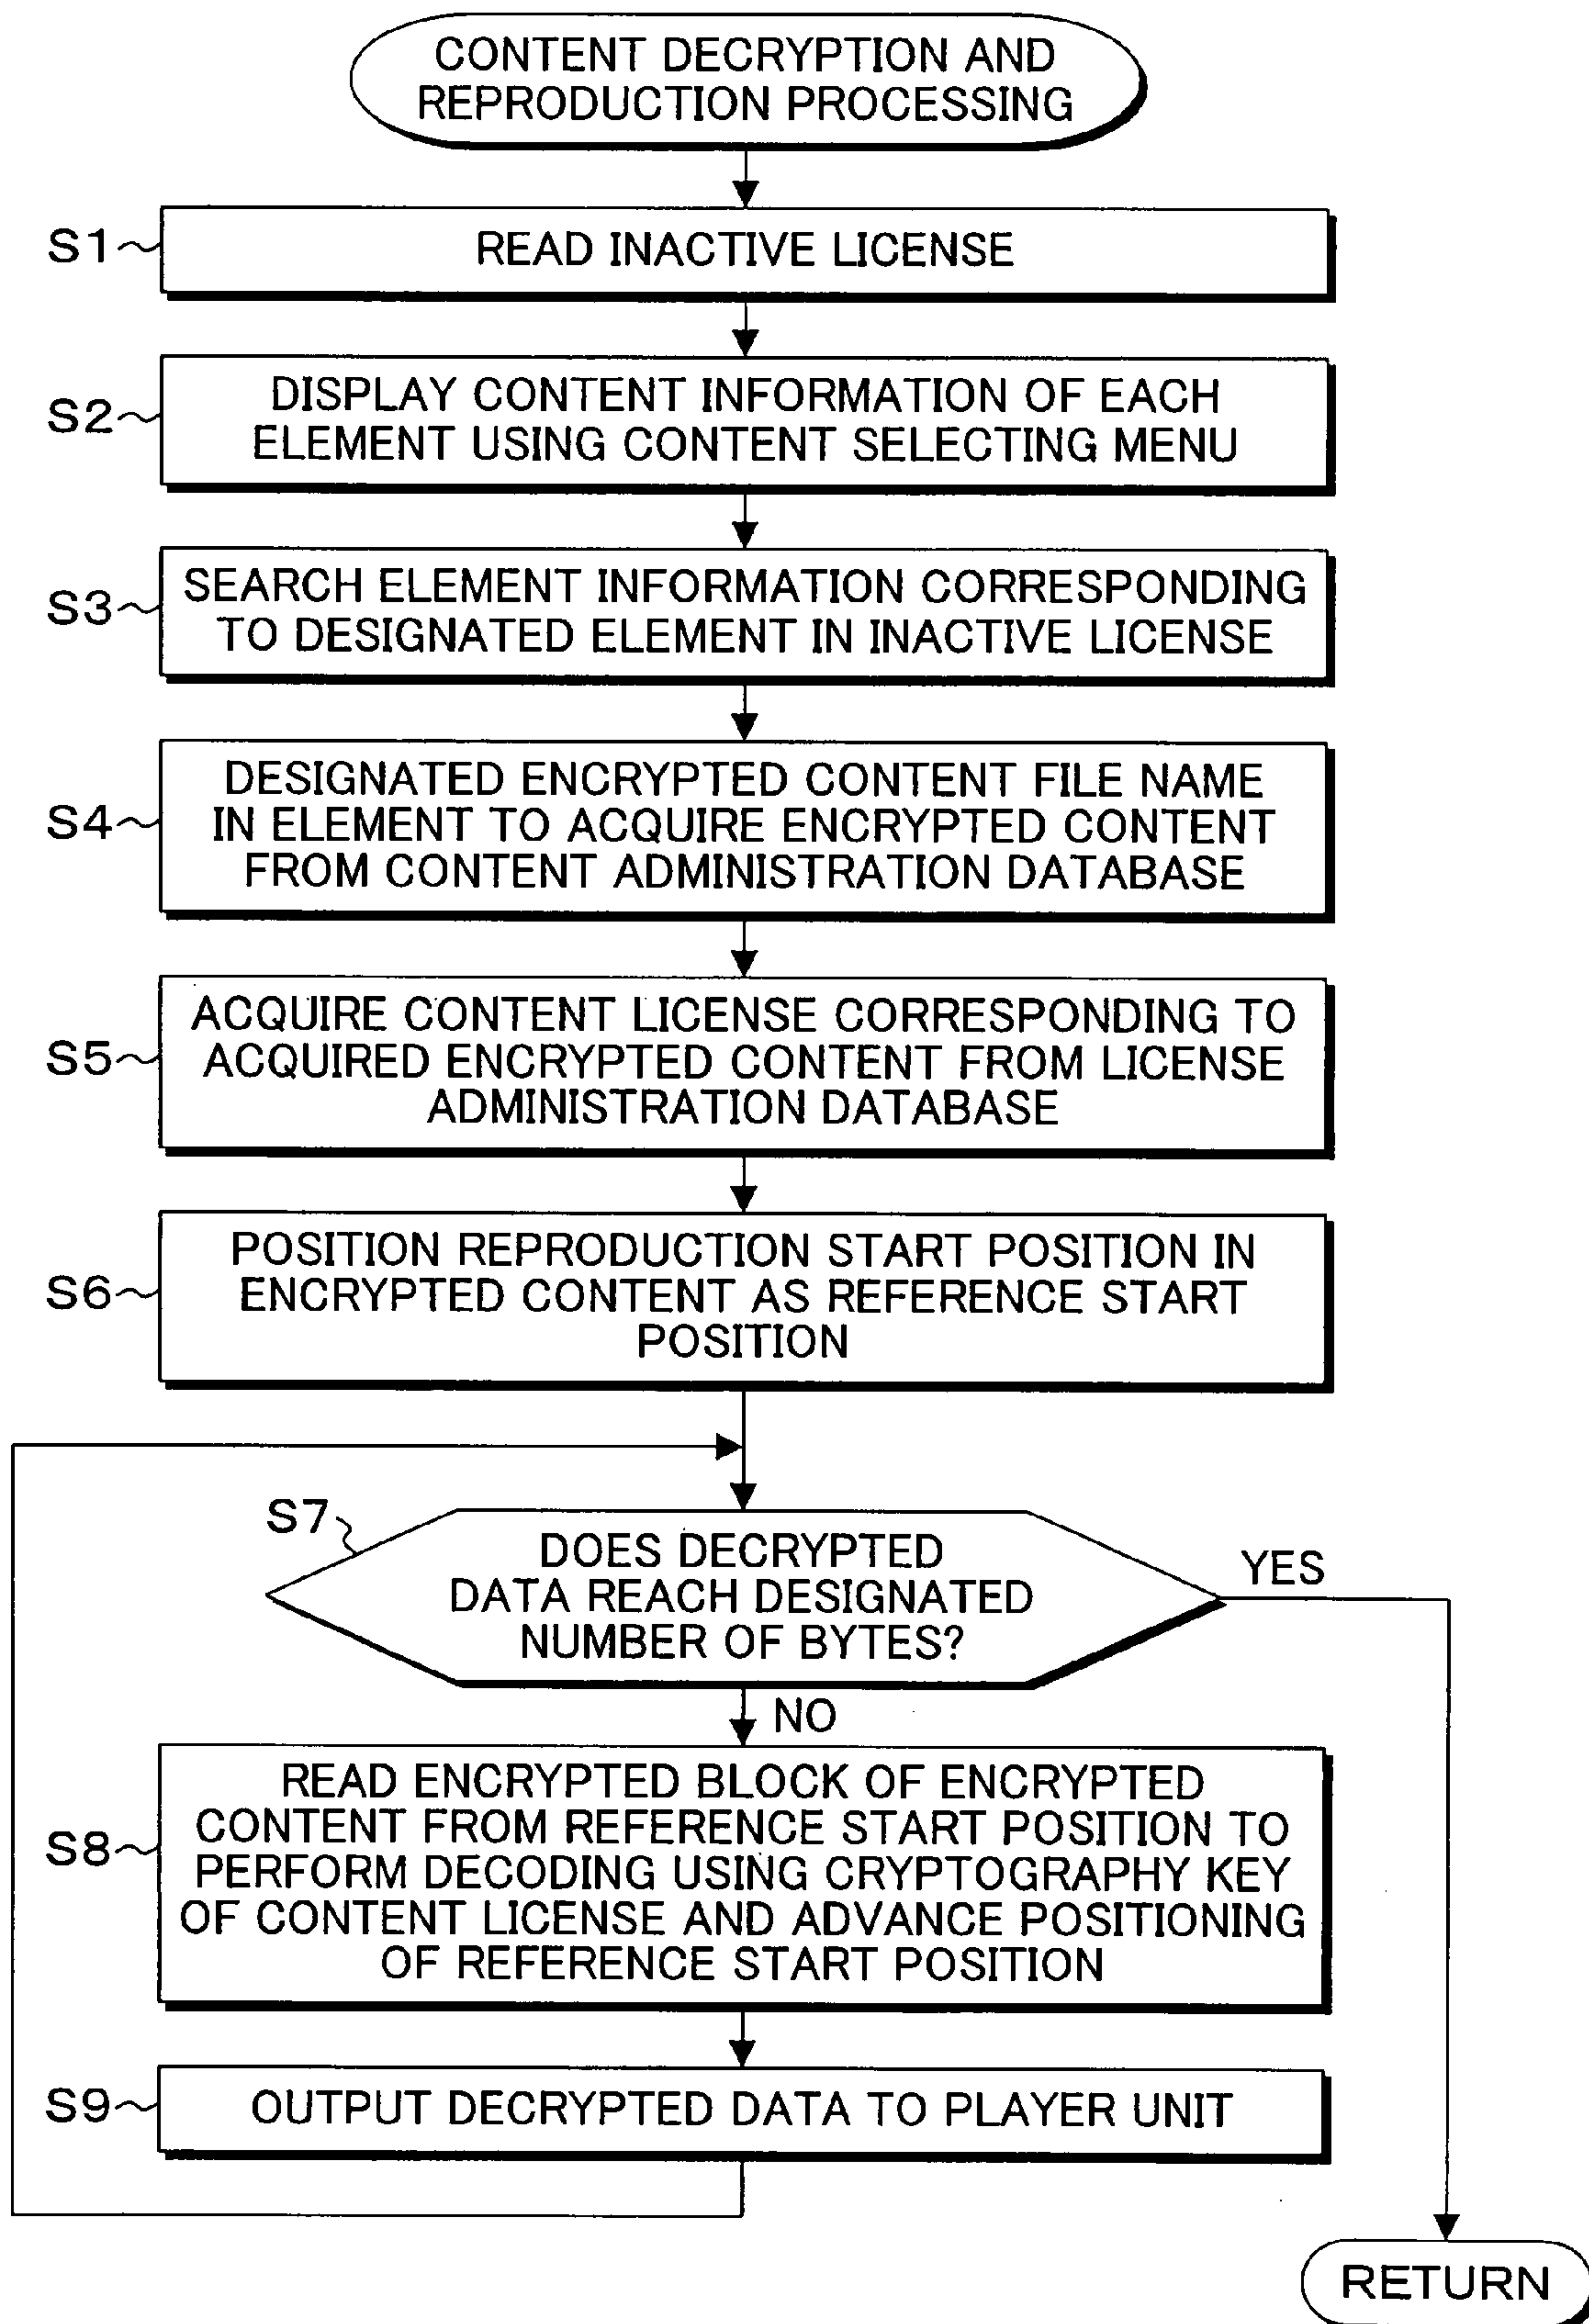 CONTENT DECRYPTION AND
REPRODUCTION PROCESSING
S1
READ INACTIVE LICENSE
S2
DISPLAY CONTENT INFORMATION OF EACH
ELEMENT USING CONTENT SELECTING MENU
S3
SEARCH ELEMENT INFORMATION CORRESPONDING
TO DESIGNATED ELEMENT IN INACTIVE LICENSE
S4
DESIGNATED ENCRYPTED CONTENT FILE NAME
IN ELEMENT TO ACQUIRE ENCRYPTED CONTENT
FROM CONTENT ADMINISTRATION DATABASE
S5
ACQUIRE CONTENT LICENSE CORRESPONDING TO
ACQUIRED ENCRYPTED CONTENT FROM LICENSE
ADMINISTRATION DATABASE
S6
POSITION REPRODUCTION START POSITION IN
ENCRYPTED CONTENT AS REFERENCE START
POSITION
S7
DOES DECRYPTED
DATA REACH DESIGNATED
NUMBER OF BYTES?
YES
NO
S8
READ ENCRYPTED BLOCK OF ENCRYPTED
CONTENT FROM REFERENCE START POSITION TO
PERFORM DECODING USING CRYPTOGRAPHY KEY
OF CONTENT LICENSE AND ADVANCE POSITIONING
OF REFERENCE START POSITION
S9
OUTPUT DECRYPTED DATA TO PLAYER UNIT
RETURN